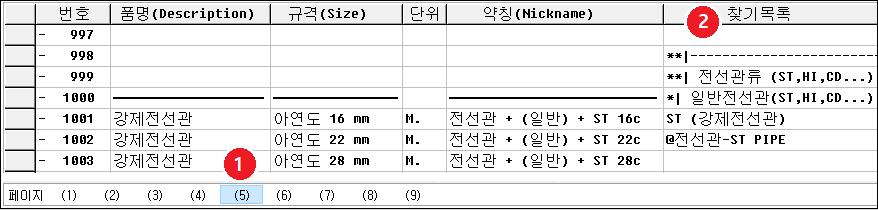 번호 품명(Description) 규격(Size) 단위 약칭(Nickname) 2 찾기목록
- 997
- 998 **|-----------------------
- 999 **| 전선관류 (ST,HI,CD...)
- 1000 *| 일반전선관(ST,HI,CD...)
- 1001 강제전선관 아연도 16 mm M. 전선관 + (일반) + ST 16c ST (강제전선관)
- 1002 강제전선관 아연도 22 mm M. 전선관 + (일반) + ST 22c @전선관-ST PIPE
- 1003 강제전선관 아연도 28 mm M. 전선관 + (일반) + ST 28c
1
페이지 (1) (2) (3) (4) (5) (6) (7) (8) (9)